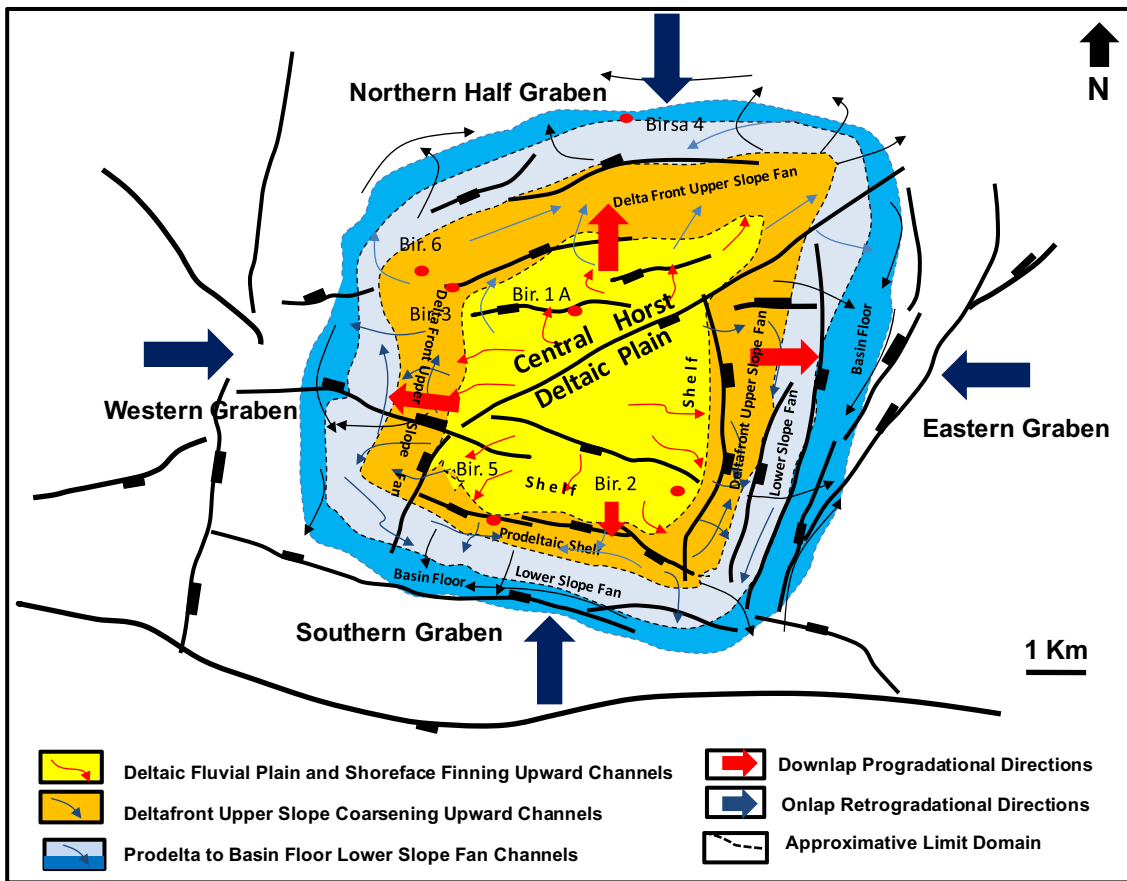 N
Northern Half Graben
Birsa 4
Delta Front Upper Slope Fan
Bir. 6
Bir. 1 A
Bir. 3
Delta Front Upper Slope Fan
Central Horst
Deltaic Plain
Shelf
Deltafront Upper Slope Fan
Lower Slope Fan
Basin Floor
Western Graben
Eastern Graben
Bir. 5
Shelf
Bir. 2
Prodeltaic Shelf
Lower Slope Fan
Basin Floor
Southern Graben
1 Km
Deltaic Fluvial Plain and Shoreface Finning Upward Channels
Deltafront Upper Slope Coarsening Upward Channels
Prodelta to Basin Floor Lower Slope Fan Channels
Downlap Progradational Directions
Onlap Retrogradational Directions
Approximative Limit Domain